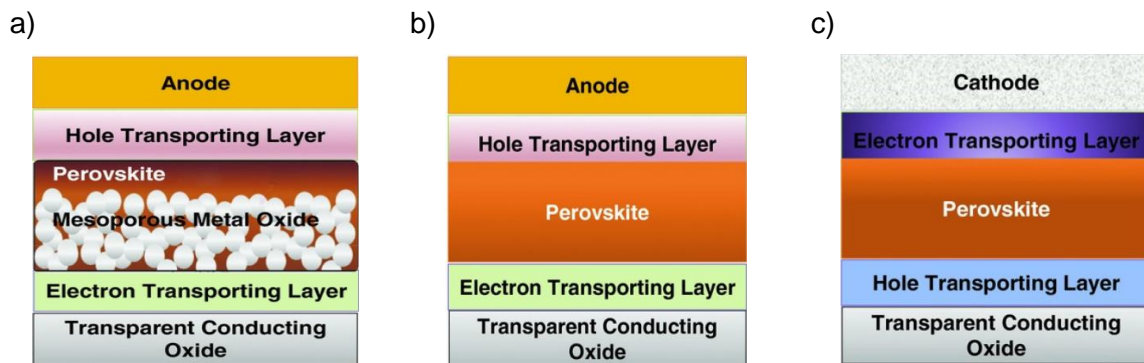 a)
Anode
Hole Transporting Layer
Perovskite
Mesoporous Metal Oxide
Electron Transporting Layer
Transparent Conducting
Oxide
b)
Anode
Hole Transporting Layer
Perovskite
Electron Transporting Layer
Transparent Conducting
Oxide
c)
Cathode
Electron Transporting Layer
Perovskite
Hole Transporting Layer
Transparent Conducting
Oxide